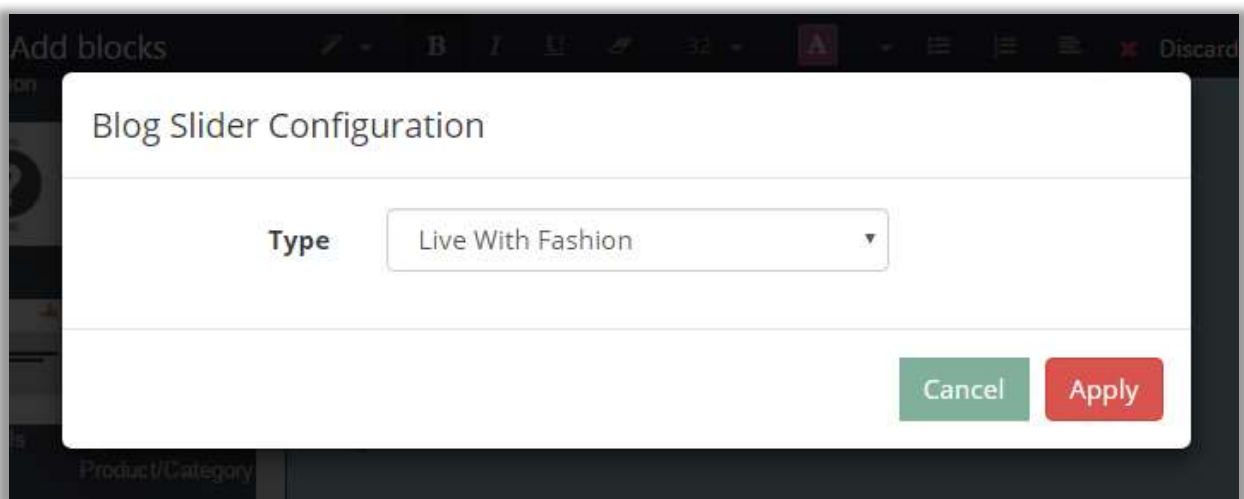 Add blocks
B I U 32 A Discard
Blog Slider Configuration
Type Live With Fashion
Cancel Apply
Product/Category